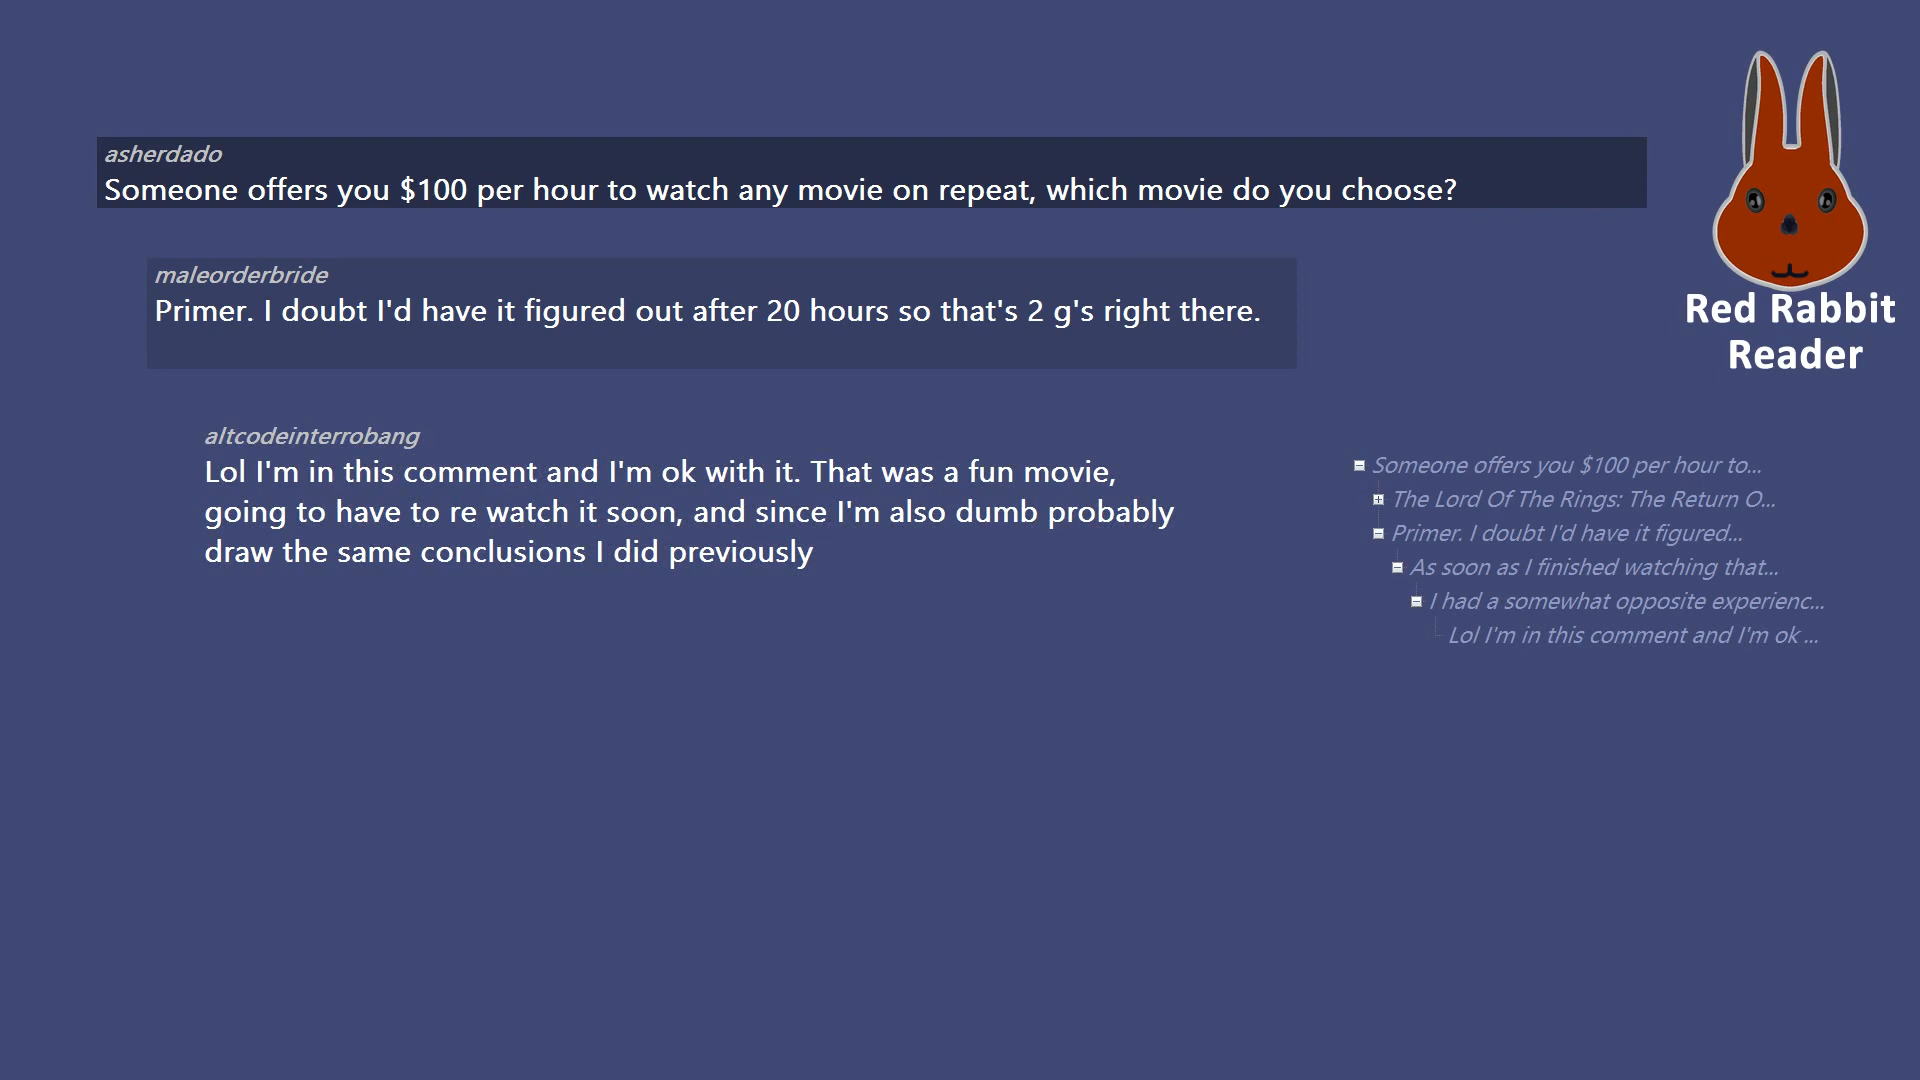 asherdado
Someone offers you $100 per hour to watch any movie on repeat, which movie do you choose?
maleorderbride
Primer. I doubt I'd have it figured out after 20 hours so that's 2 g's right there.
altcodeinterrobang
Lol I'm in this comment and I'm ok with it. That was a fun movie,
going to have to re watch it soon, and since I'm also dumb probably
draw the same conclusions I did previously
Red Rabbit
Reader
Someone offers you $100 per hour to...
The Lord Of The Rings: The Return O...
Primer. I doubt I'd have it figured...
As soon as I finished watching that...
I had a somewhat opposite experienc...
Lol I'm in this comment and I'm ok ...